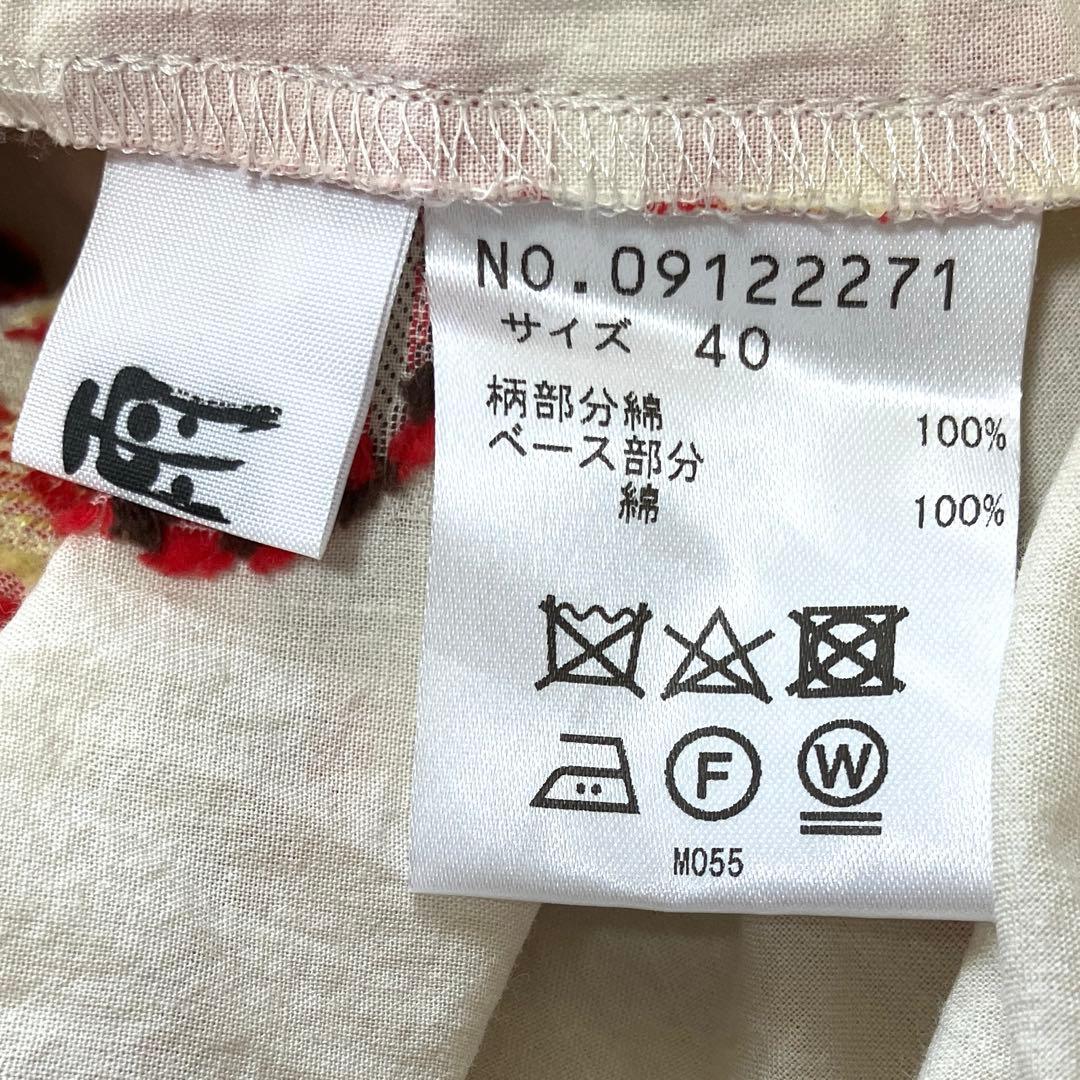 NO.09122271
サイズ 40
柄部分綿 100%
ベース部分
綿 100%
F W
M055